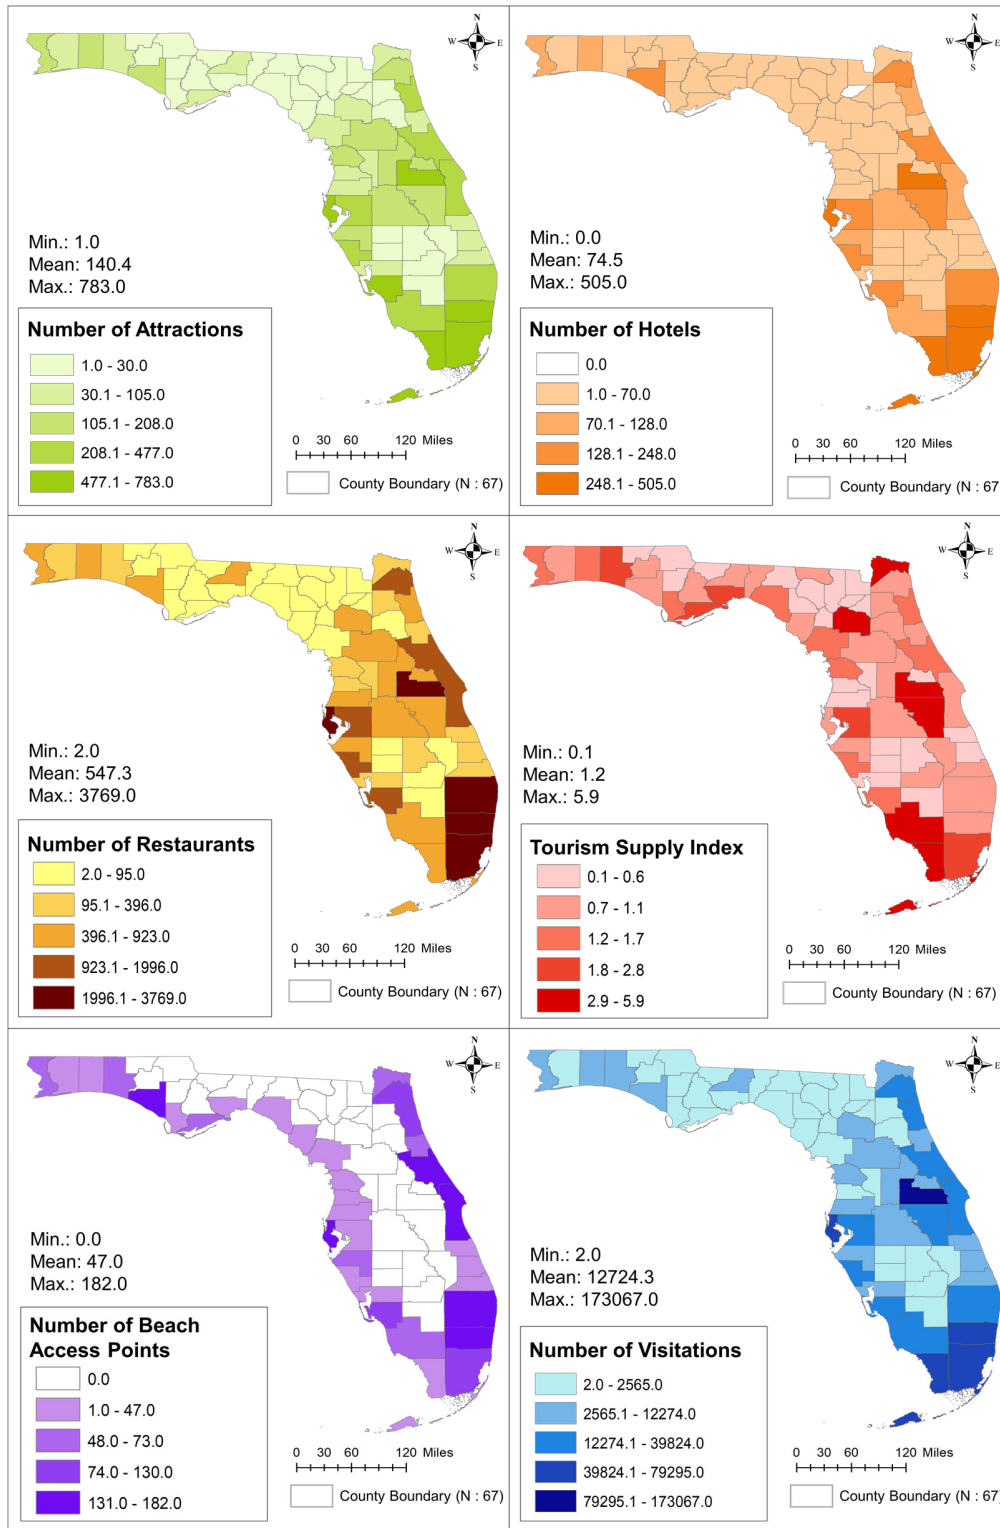 N
W E
S
Min.: 1.0
Mean: 140.4
Max.: 783.0
Number of Attractions
1.0 - 30.0
30.1 - 105.0
105.1 - 208.0
208.1 - 477.0
477.1 - 783.0
0 30 60 120 Miles
County Boundary (N : 67)
N
W E
S
Min.: 0.0
Mean: 74.5
Max.: 505.0
Number of Hotels
0.0
1.0 - 70.0
70.1 - 128.0
128.1 - 248.0
248.1 - 505.0
0 30 60 120 Miles
County Boundary (N : 67
N
W E
S
Min.: 2.0
Mean: 547.3
Max.: 3769.0
Number of Restaurants
2.0 - 95.0
95.1 - 396.0
396.1 - 923.0
923.1 - 1996.0
1996.1 - 3769.0
0 30 60 120 Miles
County Boundary (N : 67)
N
W E
S
Min.: 0.1
Mean: 1.2
Max.: 5.9
Tourism Supply Index
0.1 - 0.6
0.7 - 1.1
1.2 - 1.7
1.8 - 2.8
2.9 - 5.9
0 30 60 120 Miles
County Boundary (N : 67)
N
W E
S
Min.: 0.0
Mean: 47.0
Max.: 182.0
Number of Beach
Access Points
0.0
1.0 - 47.0
48.0 - 73.0
74.0 - 130.0
131.0 - 182.0
0 30 60 120 Miles
County Boundary (N : 67)
N
W E
S
Min.: 2.0
Mean: 12724.3
Max.: 173067.0
Number of Visitations
2.0 - 2565.0
2565.1 - 12274.0
12274.1 - 39824.0
39824.1 - 79295.0
79295.1 - 173067.0
0 30 60 120 Miles
County Boundary (N : 67)